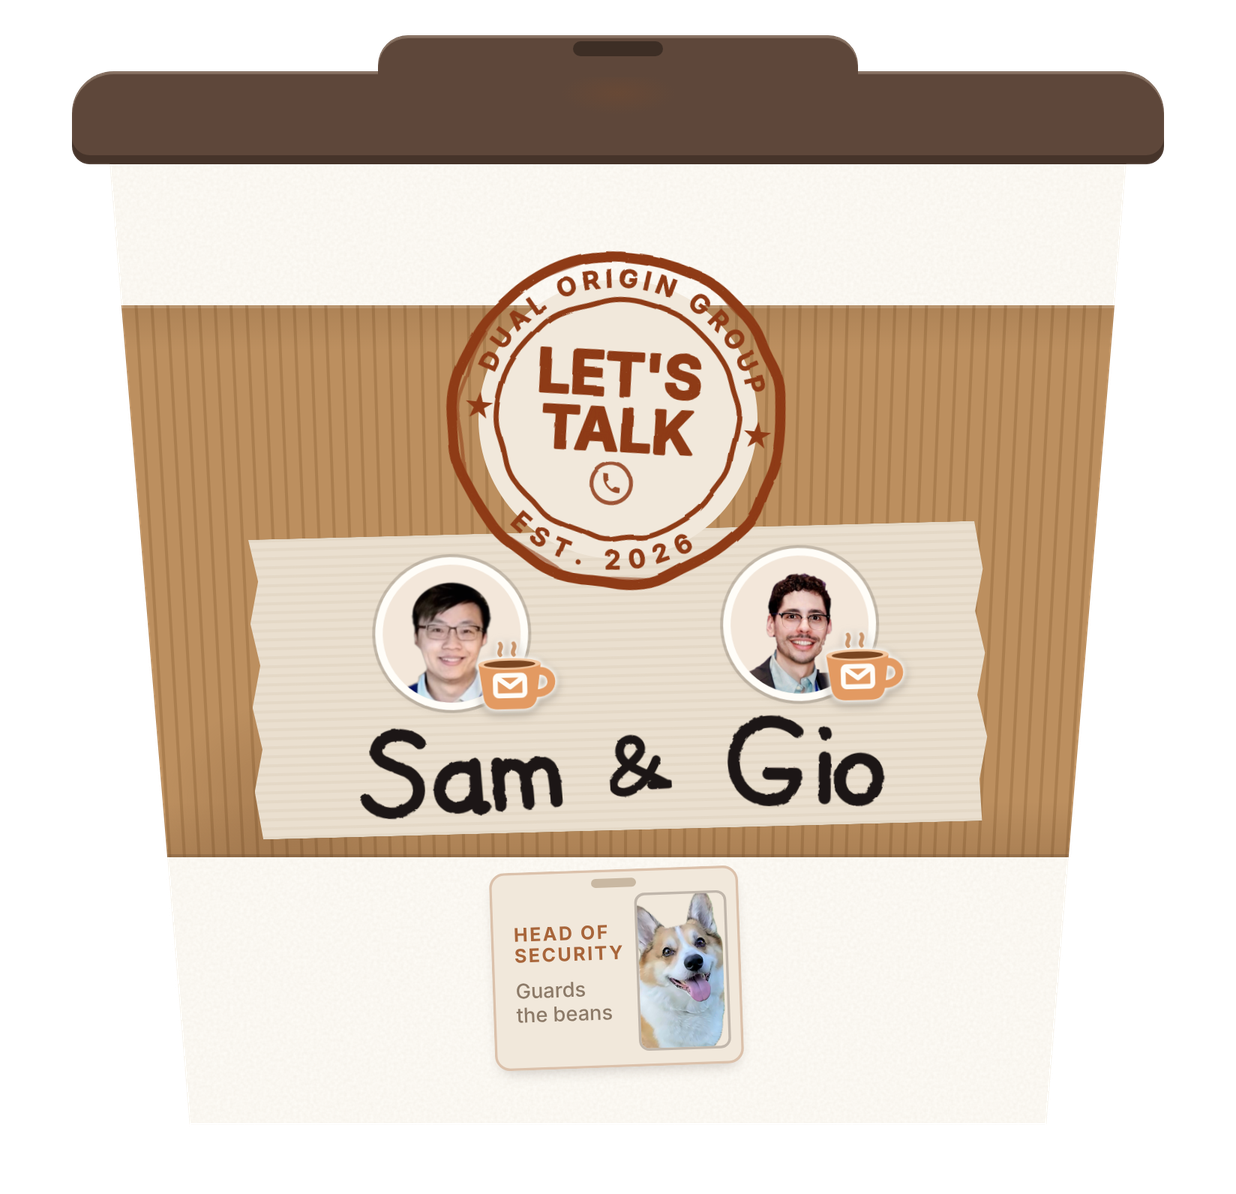 DUAL ORIGIN GROUP
LET'S
TALK
EST. 2026
Sam & Gio
HEAD OF
SECURITY
Guards
the beans